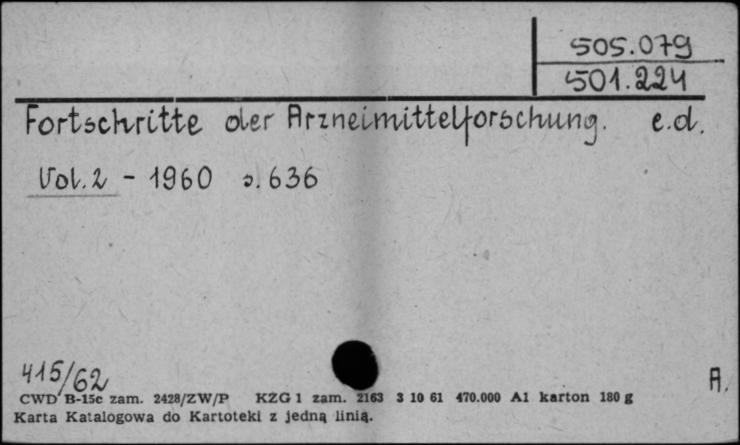 505.079
501.224
Fortschritte der Arzneimittelforschung. e.d.
Vol. 2 - 1960 s. 636
415/62
A.
CWD B-15c zam. 2428/ZW/P KZG 1 zam. 2163 3 10 61 470.000 A1 karton 180 g
Karta Katalogowa do Kartoteki z jedną linią.